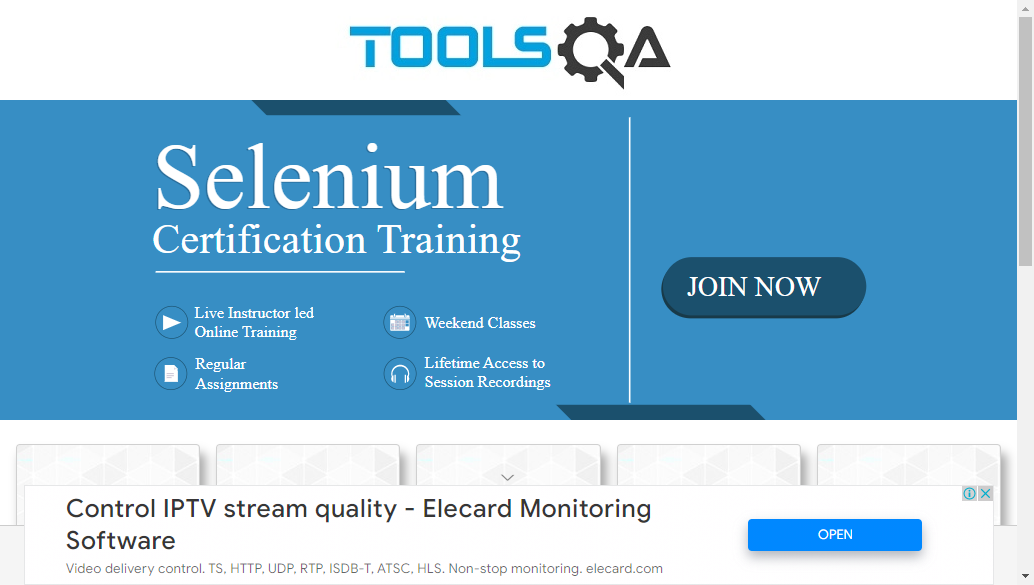 TOOLSQA
Selenium
Certification Training
Live Instructor led
Online Training
Weekend Classes
Regular
Assignments
Lifetime Access to
Session Recordings
JOIN NOW
Control IPTV stream quality - Elecard Monitoring
Software
Video delivery control. TS, HTTP, UDP, RTP, ISDB-T, ATSC, HLS. Non-stop monitoring. elecard.com
OPEN